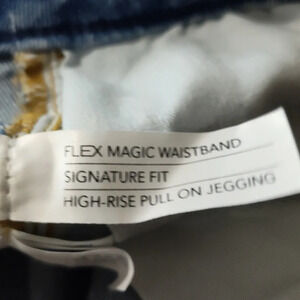 FLEX MAGIC WAISTBAND
SIGNATURE FIT
HIGH-RISE PULL ON JEGGING